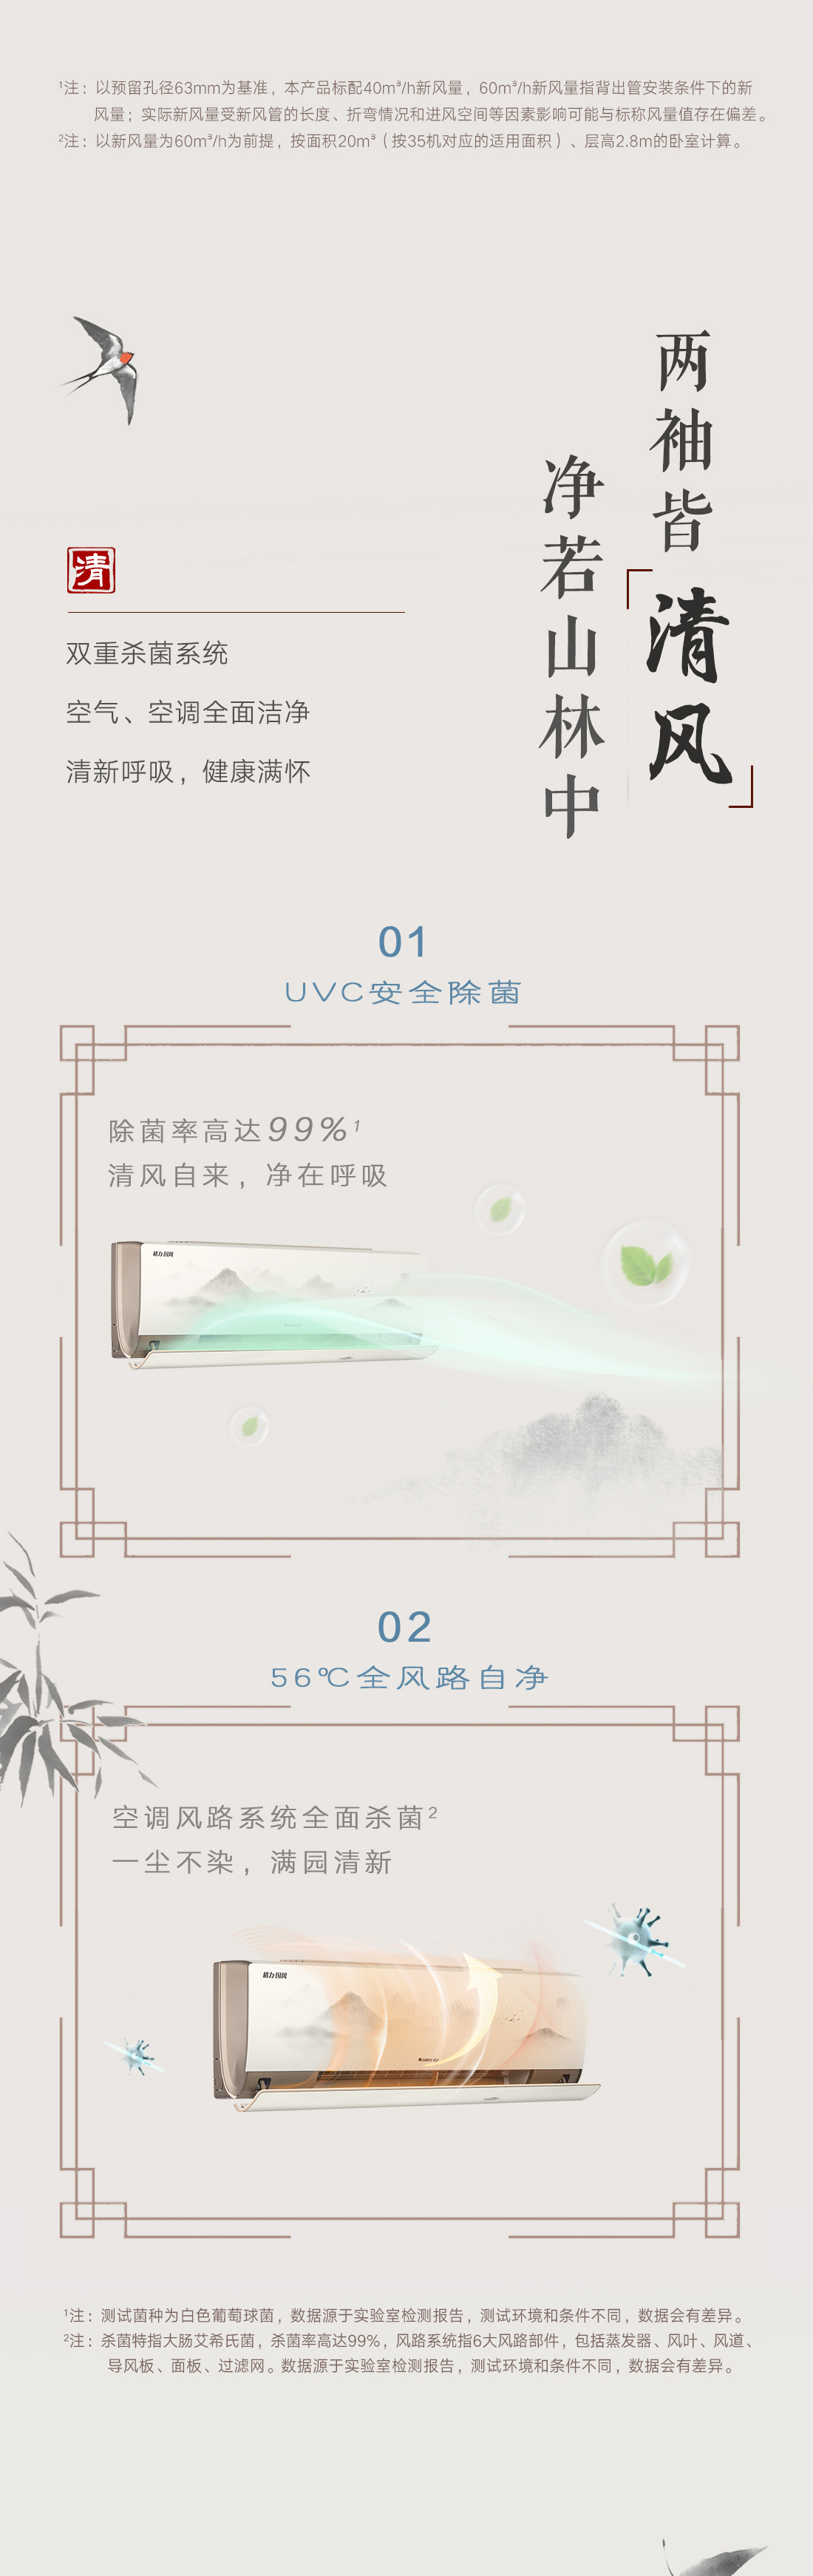 ¹注：以预留孔径63mm为基准，本产品标配40m³/h新风量，60m³/h新风量指背出管安装条件下的新
风量；实际新风量受新风管的长度、折弯情况和进风空间等因素影响可能与标称风量值存在偏差。
²注：以新风量为60m³/h为前提，按面积20m³（按35机对应的适用面积）、层高2.8m的卧室计算。
两袖皆清风
净若山林中
清
双重杀菌系统
空气、空调全面洁净
清新呼吸，健康满怀
01
UVC安全除菌
除菌率高达99%¹
清风自来，净在呼吸
格力国风
02
56℃全风路自净
空调风路系统全面杀菌²
一尘不染，满园清新
格力国风
¹注：测试菌种为白色葡萄球菌，数据源于实验室检测报告，测试环境和条件不同，数据会有差异。
²注：杀菌特指大肠艾希氏菌，杀菌率高达99%，风路系统指6大风路部件，包括蒸发器、风叶、风道、
导风板、面板、过滤网。数据源于实验室检测报告，测试环境和条件不同，数据会有差异。